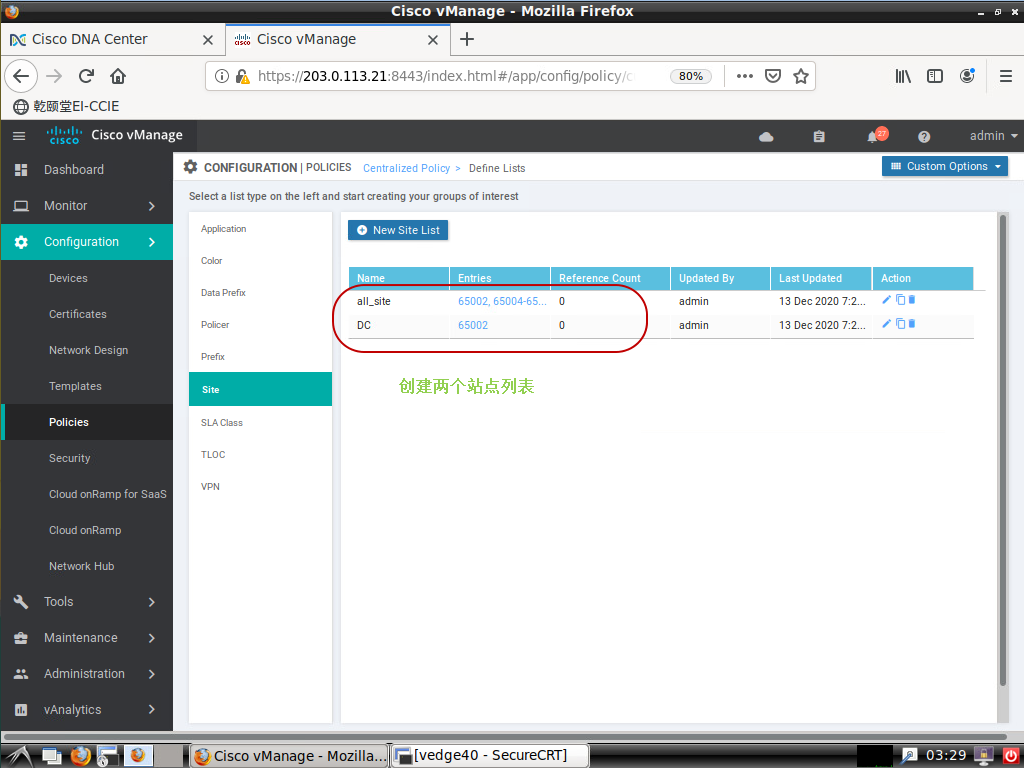 Cisco vManage - Mozilla Firefox
Cisco DNA Center
Cisco vManage
https://203.0.113.21:8443/index.html#/app/config/policy/c
80%
乾颐堂EI-CCIE
cisco
Cisco vManage
27
admin
Dashboard
Monitor
Configuration
Devices
Certificates
Network Design
Templates
Policies
Security
Cloud onRamp for SaaS
Cloud onRamp
Network Hub
Tools
Maintenance
Administration
vAnalytics
CONFIGURATION | POLICIES Centralized Policy > Define Lists
Custom Options
Select a list type on the left and start creating your groups of interest
Application
Color
Data Prefix
Policer
Prefix
Site
SLA Class
TLOC
VPN
New Site List
Name Entries Reference Count Updated By Last Updated Action
all_site 65002, 65004-65... 0 admin 13 Dec 2020 7:2...
DC 65002 0 admin 13 Dec 2020 7:2...
创建两个站点列表
Cisco vManage - Mozilla...
[vedge40 - SecureCRT]
03:29